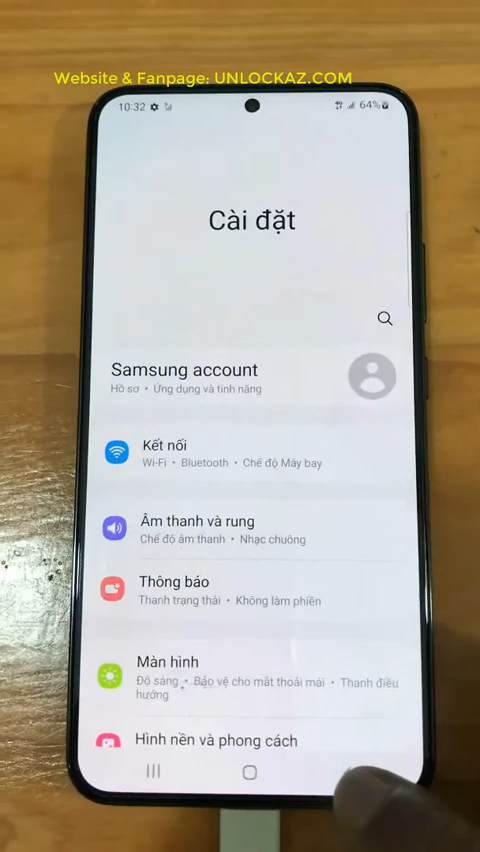 Website & Fanpage: UNLOCKAZ.COM
10:32
64%
Cài đặt
Samsung account
Hồ sơ • Ứng dụng và tính năng
Kết nối
Wi-Fi • Bluetooth • Chế độ Máy bay
Âm thanh và rung
Chế độ âm thanh • Nhạc chuông
Thông báo
Thanh trạng thái • Không làm phiền
Màn hình
Độ sáng • Bảo vệ cho mắt thoải mái • Thanh điều
hướng
Hình nền và phong cách